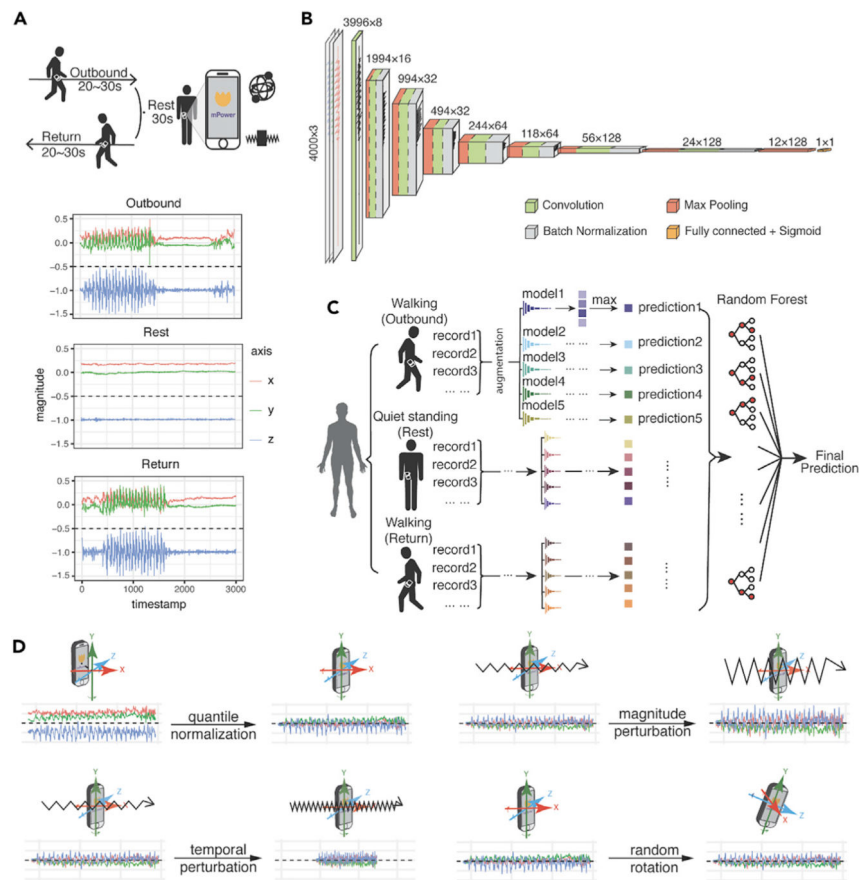 A
Outbound
20~30s
Rest
30s
mPower
Return
20~30s
Outbound
0.5
0.0
−0.5
−1.0
−1.5
Rest
0.5
0.0
−0.5
−1.0
−1.5
magnitude
axis
x
y
z
Return
0.5
0.0
−0.5
−1.0
−1.5
0
1000
2000
3000
timestamp
B
4000×3
3996×8
1994×16
994×32
494×32
244×64
118×64
56×128
24×128
12×128
1×1
Convolution
Max Pooling
Batch Normalization
Fully connected + Sigmoid
C
Walking
(Outbound)
record1
record2
record3
... ...
augmentation
model1
max
prediction1
model2
... ...
prediction2
model3
... ...
prediction3
model4
... ...
prediction4
model5
... ...
prediction5
Quiet standing
(Rest)
record1
record2
record3
... ...
...
... ...
Walking
(Return)
record1
record2
record3
... ...
...
... ...
Random Forest
Final
Prediction
D
Y
Z
X
quantile
normalization
Y
Z
X
Y
Z
X
magnitude
perturbation
Y
Z
X
Y
Z
X
temporal
perturbation
Y
Z
X
Y
Z
X
random
rotation
Y
Z
X